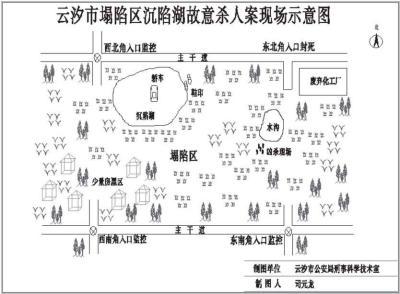 云汐市塌陷区沉陷湖故意杀人案现场示意图
北
西北角入口监控
东北角入口封死
主干道
轿车
鞋印
废弃化工厂
沉陷湖
水沟
塌陷区
凶杀现场
少量住混区
西南角入口监控
主干道
东南角入口监控
制图单位 云汐市公安局刑事科学技术室
制图人 司元龙